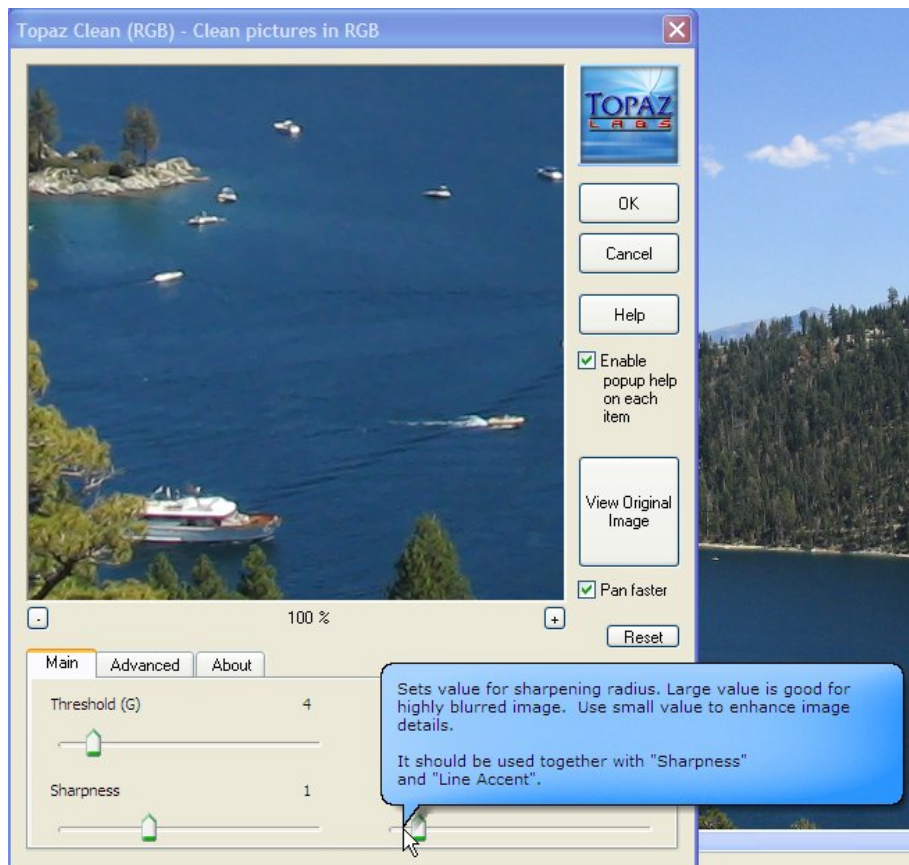 Topaz Clean (RGB) - Clean pictures in RGB
TOPAZ
LABS
OK
Cancel
Help
Enable
popup help
on each
item
View Original
Image
Pan faster
-
100 %
+
Reset
Main
Advanced
About
Threshold (G)
4
Sharpness
1
Sets value for sharpening radius. Large value is good for
highly blurred image.  Use small value to enhance image
details.
It should be used together with "Sharpness"
and "Line Accent".